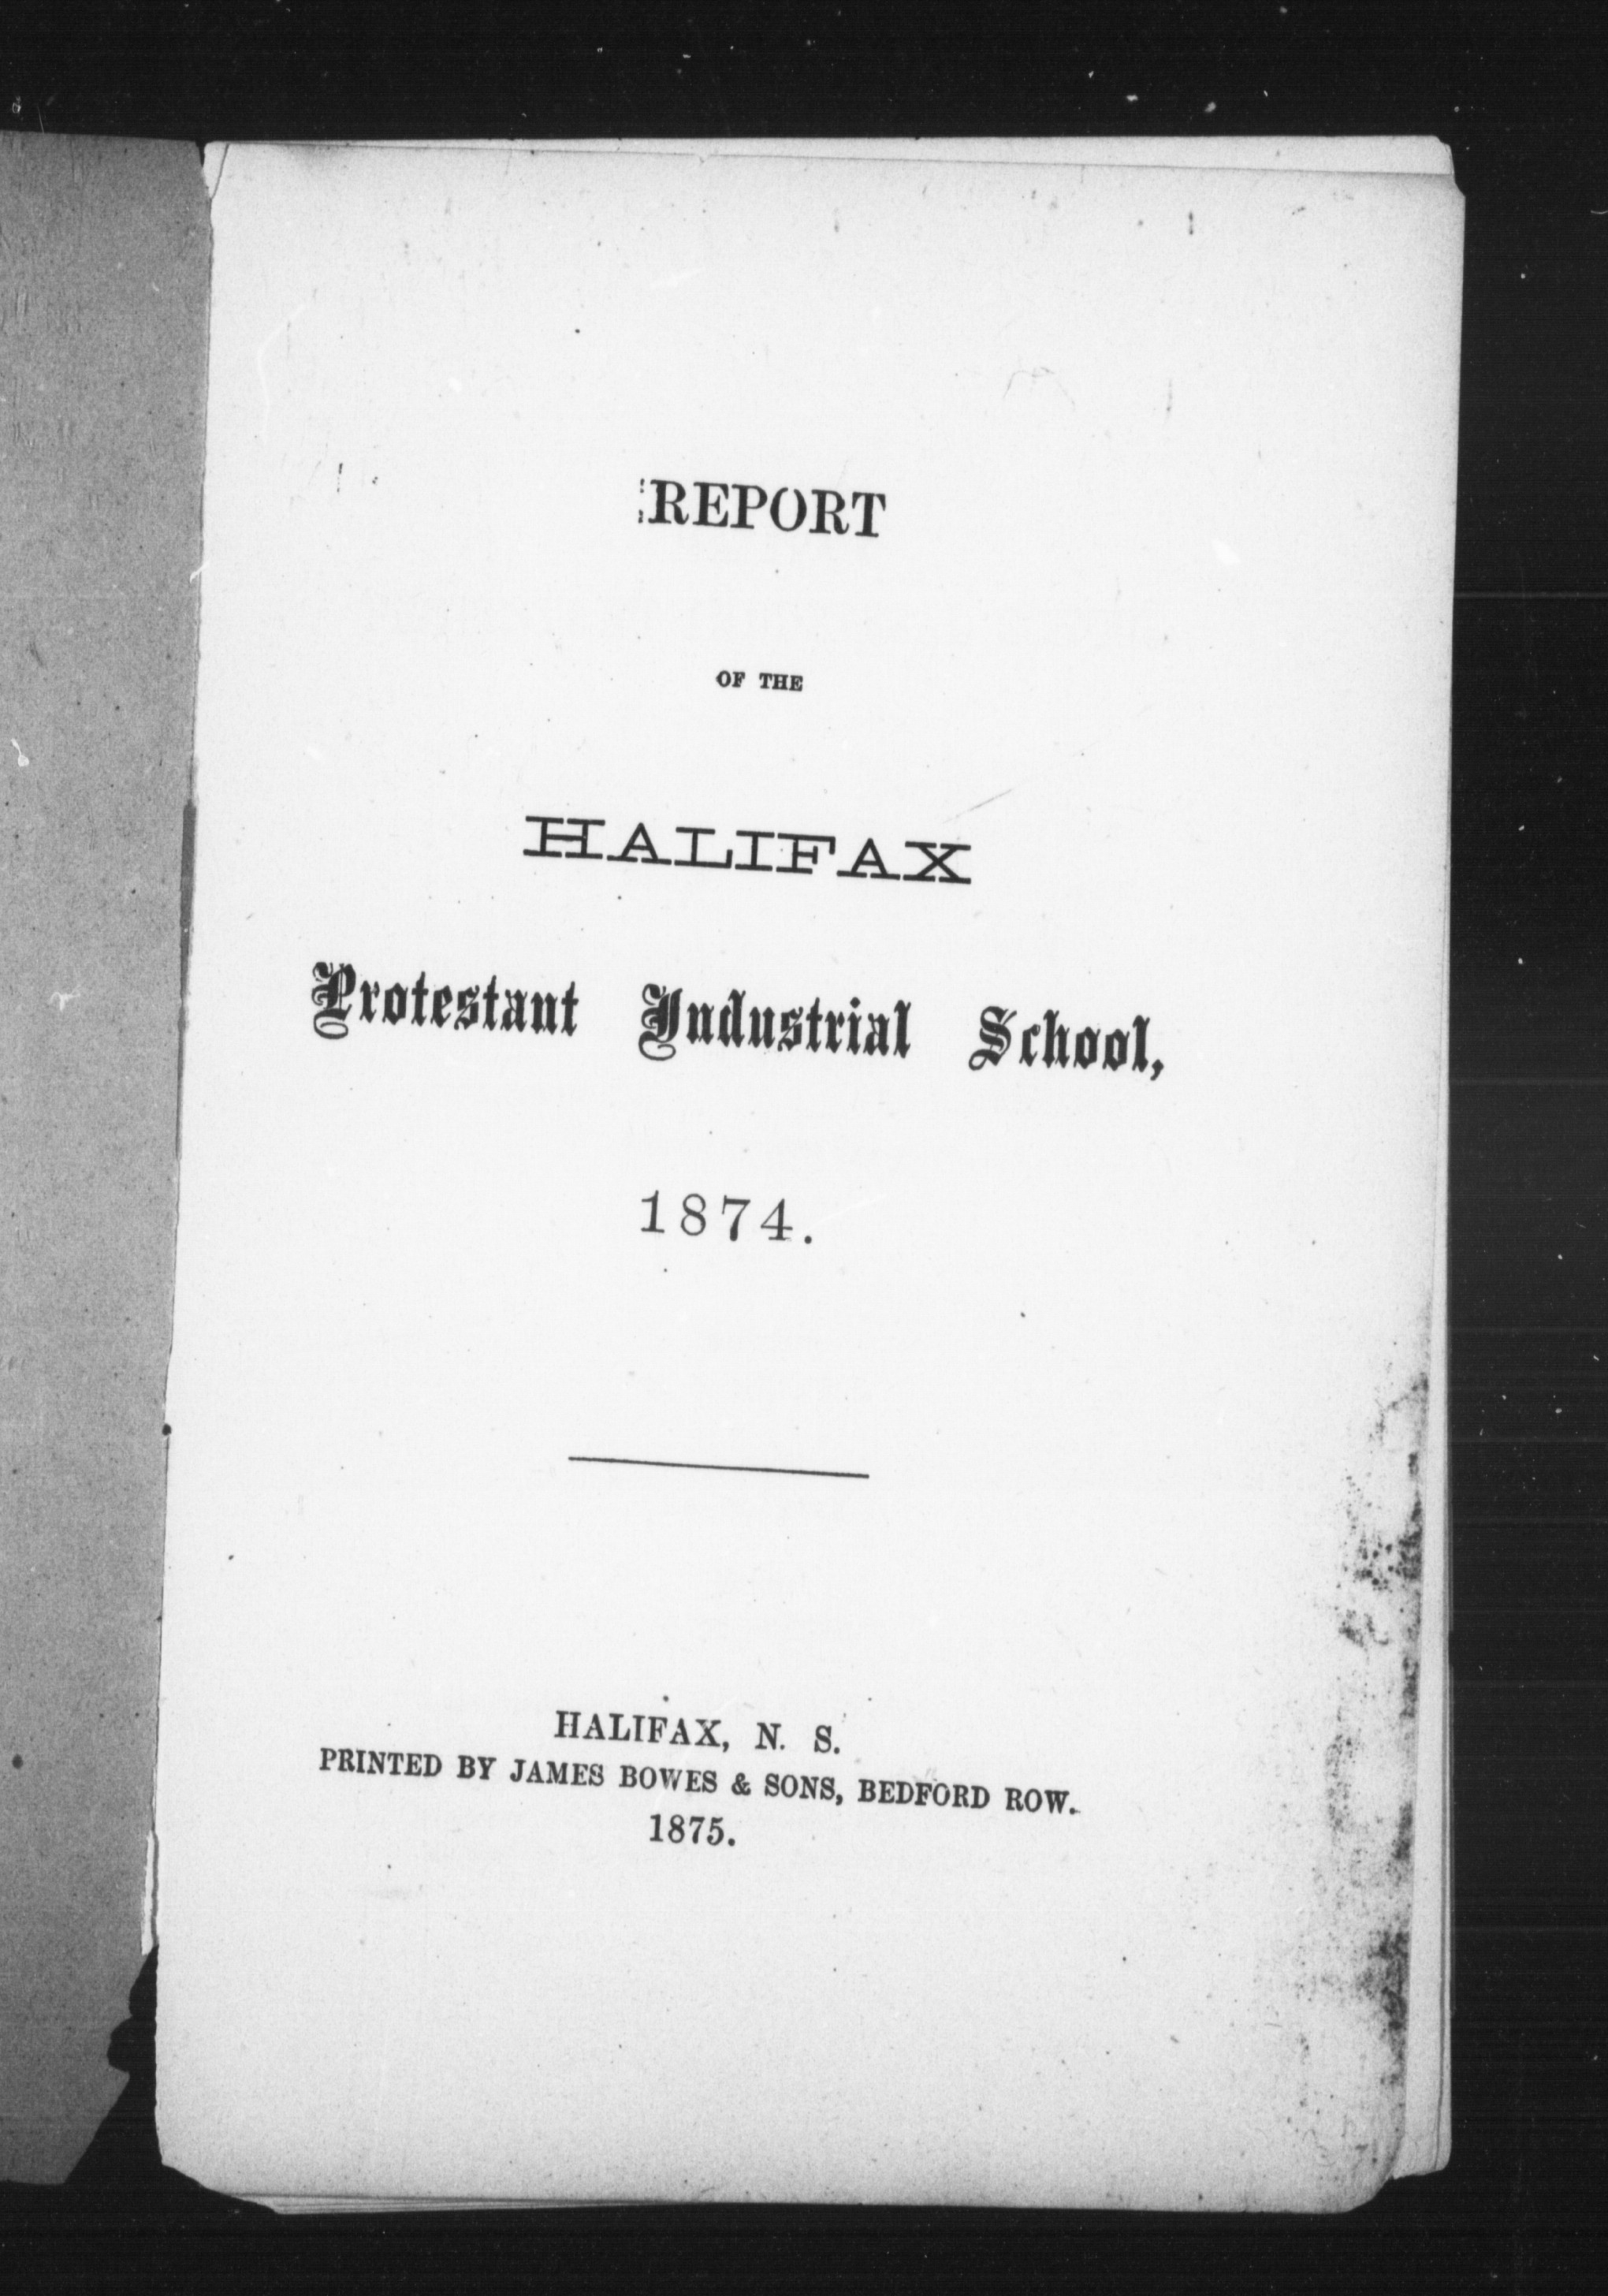 REPORT
OF THE
HALIFAX
Protestant Industrial School,
1874.
HALIFAX, N. S.
PRINTED BY JAMES BOWES & SONS, BEDFORD ROW.
1875.